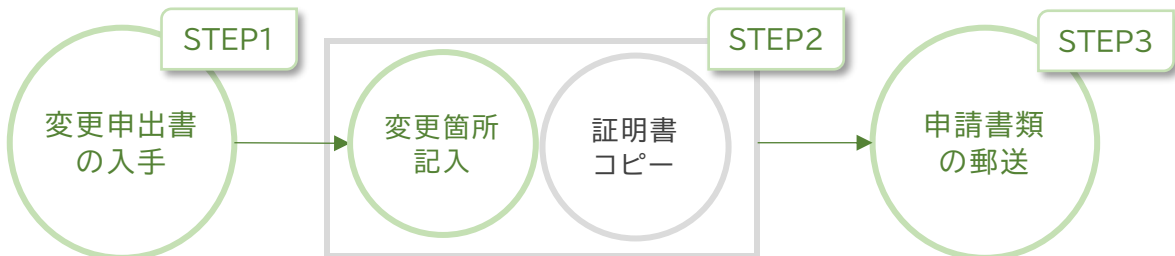 STEP1
変更申出書
の入手
STEP2
変更箇所
記入
証明書
コピー
STEP3
申請書類
の郵送